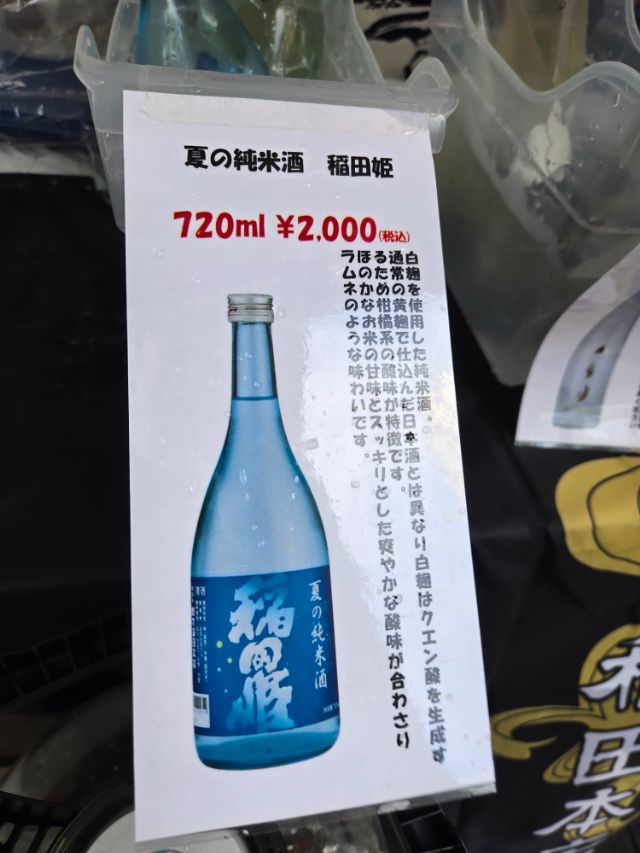 夏の純米酒　稲田姫
720ml ¥2,000(税込)
白麹を使用した純米酒。
通常の黄麹で仕込んだ日本酒とは異なり白麹はクエン酸を生成す
るため柑橘系の酸味が特徴です。
ほのかなお米の甘味とスッキリとした爽やかな酸味が合わさり
ラムネのような味わいです。
夏の純米酒
稲田姫
稲田本